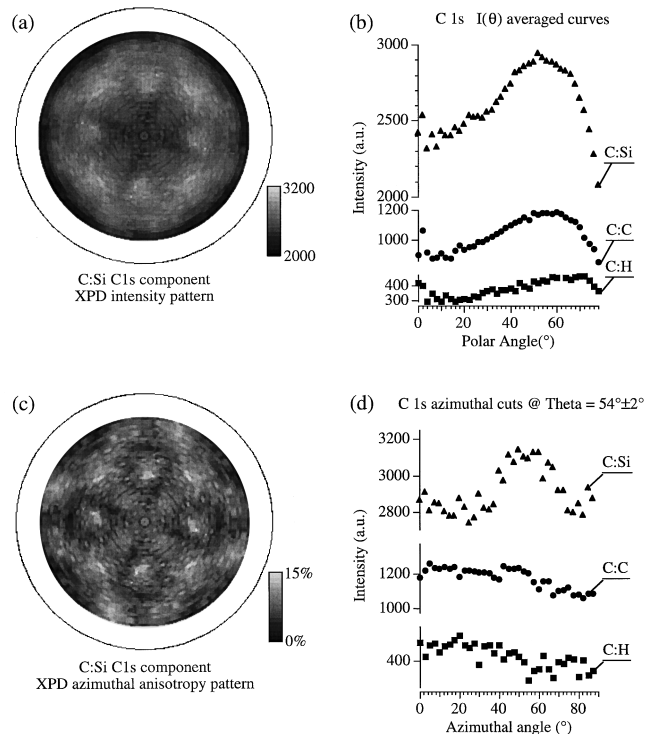 (a)
3200
2000
C:Si C1s component
XPD intensity pattern
(b)
C 1s I(θ) averaged curves
Intensity (a.u.)
3000
2500
2000
1200
1000
400
300
C:Si
C:C
C:H
0 20 40 60
Polar Angle(°)
(c)
15%
0%
C:Si C1s component
XPD azimuthal anisotropy pattern
(d)
C 1s azimuthal cuts @ Theta = 54°±2°
Intensity (a.u.)
3200
3000
2800
1200
1000
400
C:Si
C:C
C:H
0 20 40 60 80
Azimuthal angle (°)